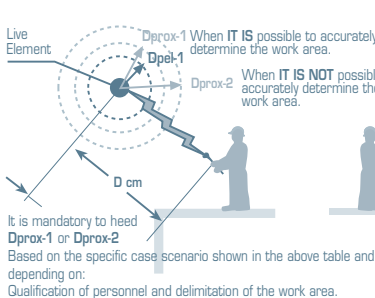 Live
Element
Dprox-1 When IT IS possible to accurately
determine the work area.
Dpel-1
Dprox-2 When IT IS NOT
accurately determine
work area.
D cm
It is mandatory to heed
Dprox-1 or Dprox-2
Based on the specific case scenario shown in the above table and
depending on:
Qualification of personnel and delimitation of the work area.